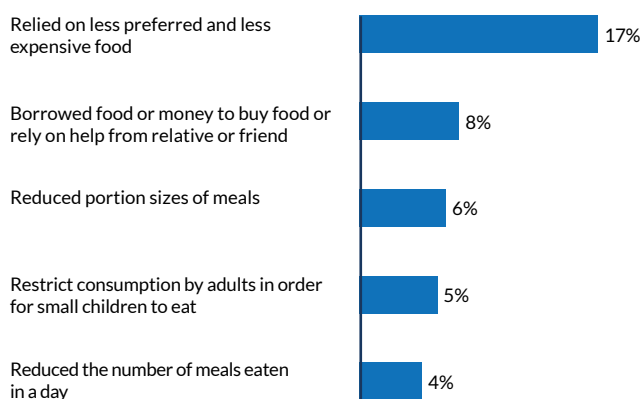 Relied on less preferred and less
expensive food
17%
Borrowed food or money to buy food or
rely on help from relative or friend
8%
Reduced portion sizes of meals
6%
Restrict consumption by adults in order
for small children to eat
5%
Reduced the number of meals eaten
in a day
4%